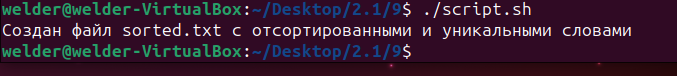 welder@welder-VirtualBox:~/Desktop/2.1/9$ ./script.sh
Создан файл sorted.txt с отсортированными и уникальными словами
welder@welder-VirtualBox:~/Desktop/2.1/9$